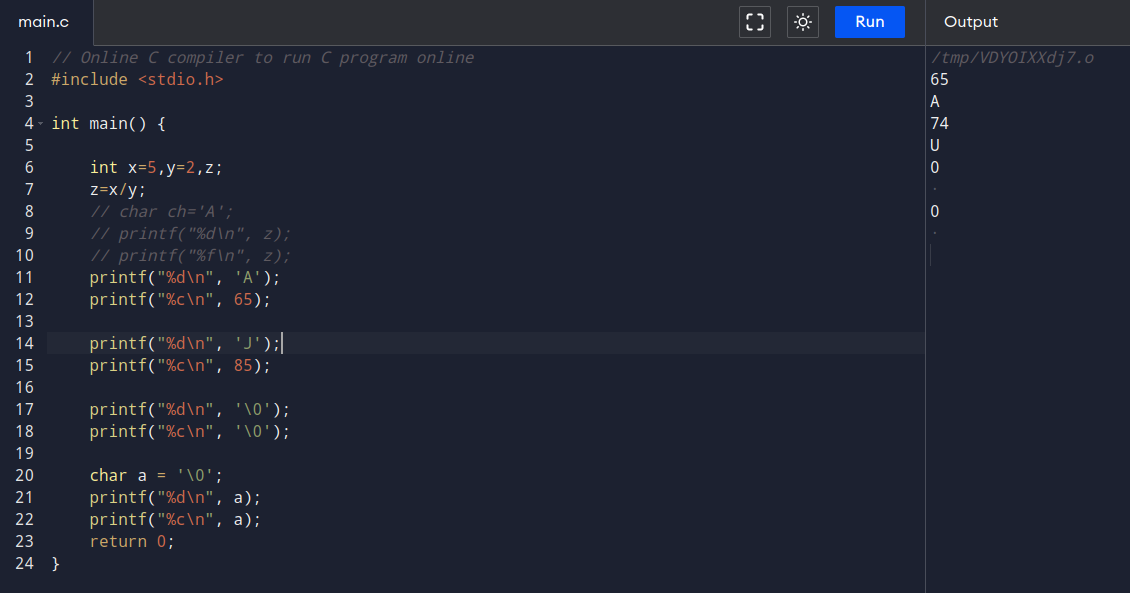 main.c
Run
Output
1 // Online C compiler to run C program online
2 #include <stdio.h>
3
4 int main() {
5
6     int x=5,y=2,z;
7     z=x/y;
8     // char ch='A';
9     // printf("%d\n", z);
10     // printf("%f\n", z);
11     printf("%d\n", 'A');
12     printf("%c\n", 65);
13
14     printf("%d\n", 'J');
15     printf("%c\n", 85);
16
17     printf("%d\n", '\0');
18     printf("%c\n", '\0');
19
20     char a = '\0';
21     printf("%d\n", a);
22     printf("%c\n", a);
23     return 0;
24 }
/tmp/VDYOIXXdj7.o
65
A
74
U
0
0